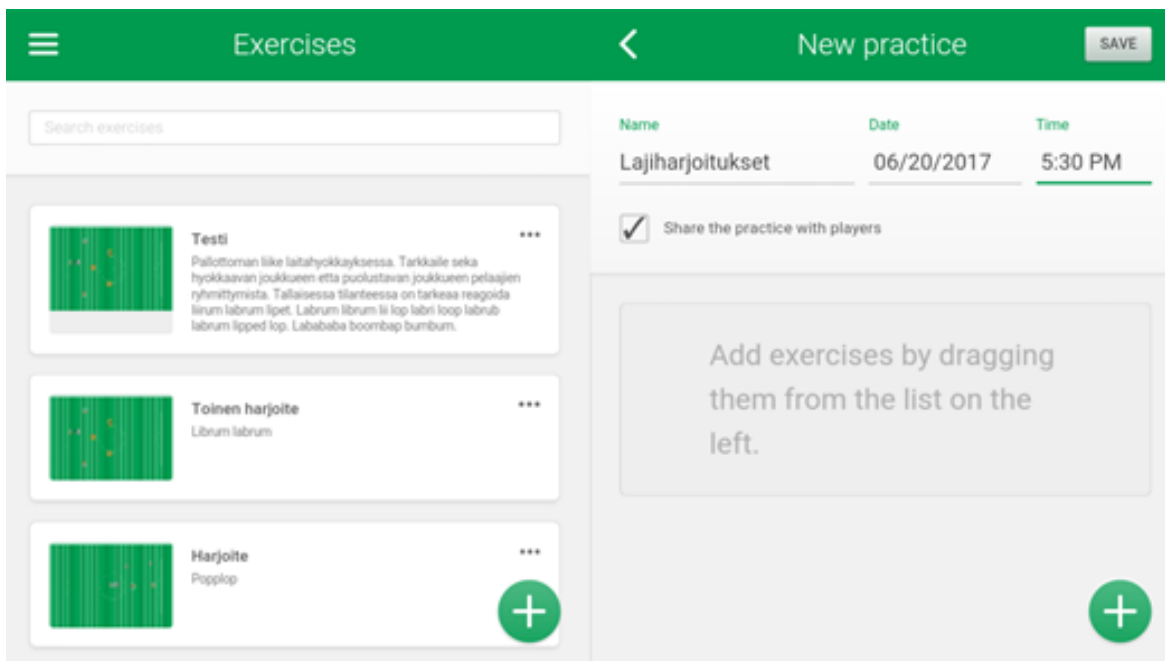 Exercises
Search exercises
Testi
Pallottoman liike laitahyokkayksessa. Tarkkaile seka
hyokkaavan joukkueen etta puolustavan joukkueen pelaajien
ryhmittymista. Tallaisessa tilanteessa on tarkeaa reagoida
liirum labrum lipet. Labrum librum lii lop labri loop labrub
labrum lipped lop. Labababa boombap bumbum.
Toinen harjoite
Librum labrum
Harjoite
Popplop
New practice
SAVE
Name
Date
Time
Lajiharjoitukset
06/20/2017
5:30 PM
Share the practice with players
Add exercises by dragging
them from the list on the
left.